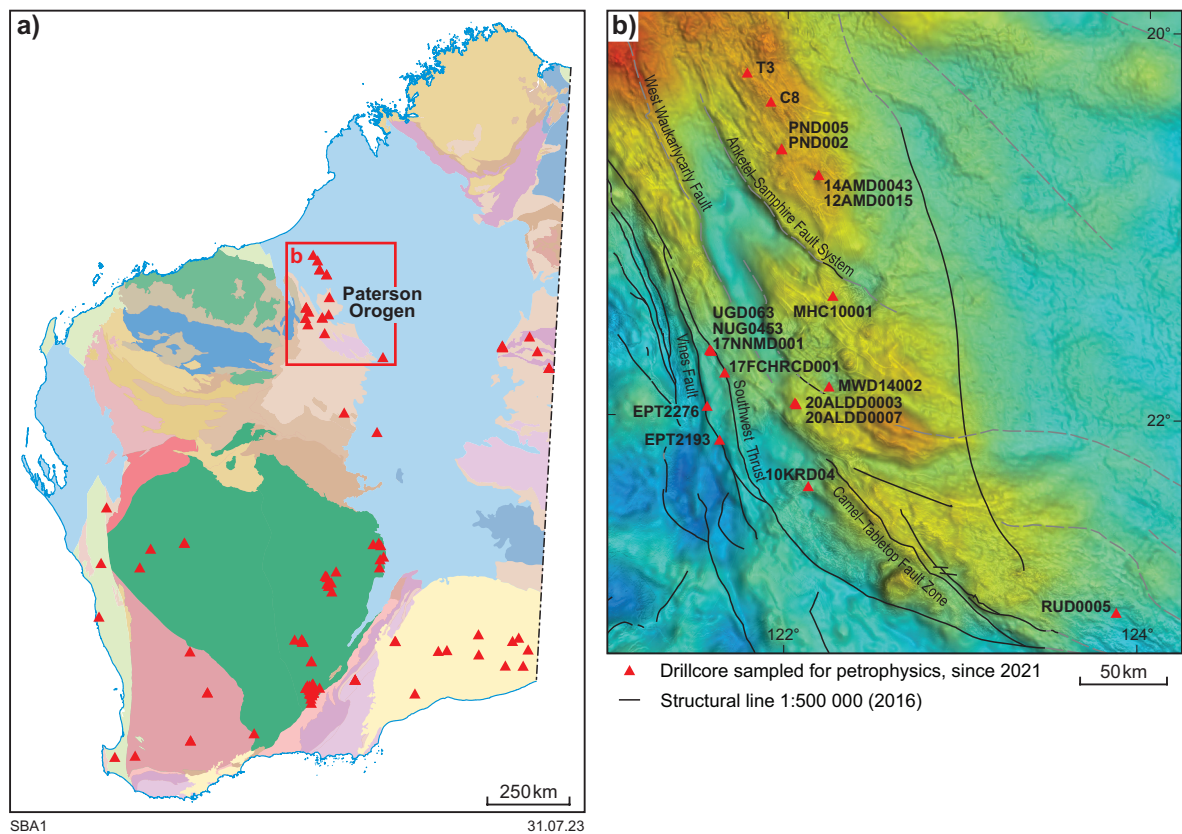 a)
b
Paterson
Orogen
250 km
SBA1
31.07.23
b)
20°
T3
C8
West Waukarlycarly Fault
PND005
PND002
Anketel–Samphire Fault System
14AMD0043
12AMD0015
MHC10001
UGD063
NUG0453
17NNMD001
Vines Fault
17FCHRCD001
MWD14002
20ALDD0003
20ALDD0007
EPT2276
22°
Southwest Thrust
EPT2193
10KRD04
Camel–Tabletop Fault Zone
RUD0005
122°
124°
Drillcore sampled for petrophysics, since 2021
50 km
Structural line 1:500 000 (2016)